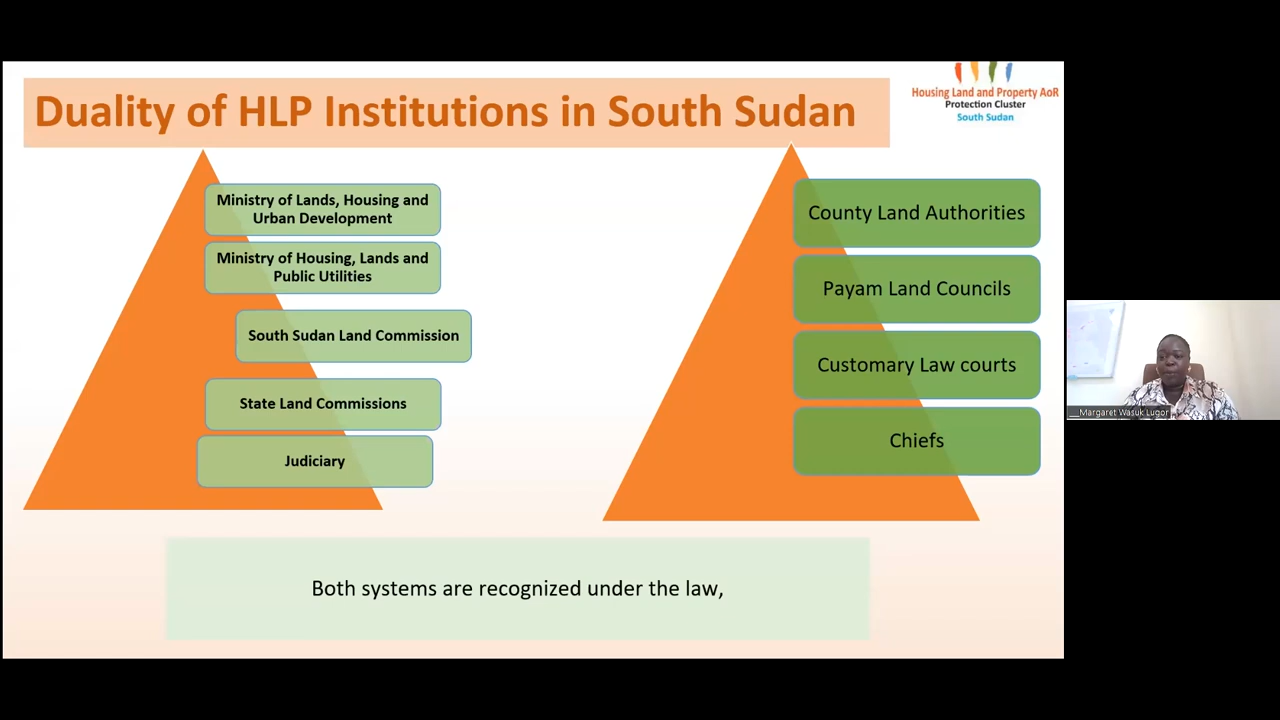 Duality of HLP Institutions in South Sudan
Housing Land and Property AoR
Protection Cluster
South Sudan
Ministry of Lands, Housing and
Urban Development
Ministry of Housing, Lands and
Public Utilities
South Sudan Land Commission
State Land Commissions
Judiciary
County Land Authorities
Payam Land Councils
Customary Law courts
Chiefs
Both systems are recognized under the law,
__Margaret Wasuk Lugor